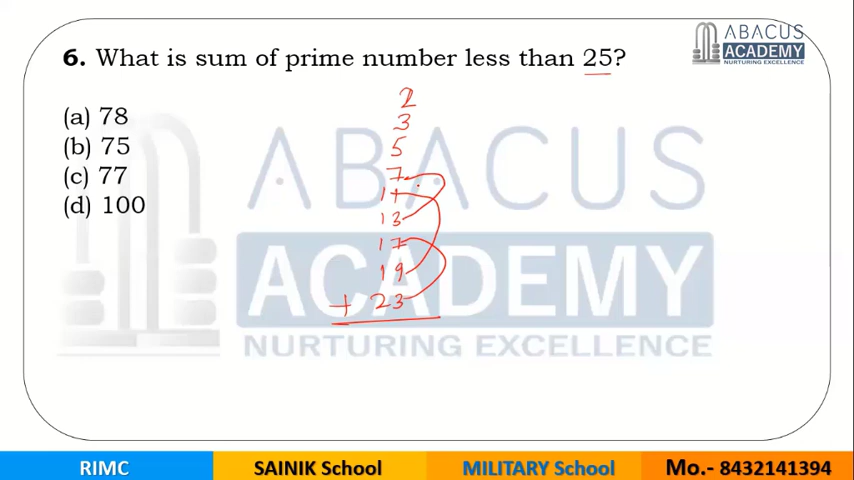 ABACUS
ACADEMY
NURTURING EXCELLENCE
6. What is sum of prime number less than 25?
(a) 78
(b) 75
(c) 77
(d) 100
2
3
5
7
11
13
17
19
+ 23
ABACUS
ACADEMY
NURTURING EXCELLENCE
RIMC
SAINIK School
MILITARY School
Mo.- 8432141394